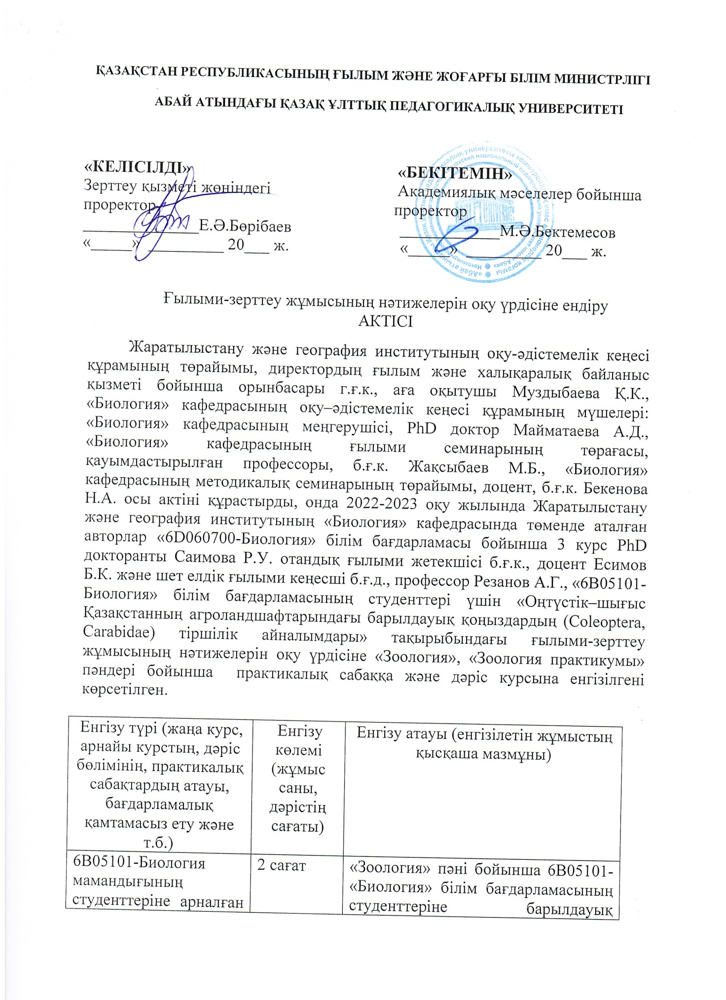 ҚАЗАҚСТАН РЕСПУБЛИКАСЫНЫҢ ҒЫЛЫМ ЖӘНЕ ЖОҒАРҒЫ БІЛІМ МИНИСТРЛІГІ
АБАЙ АТЫНДАҒЫ ҚАЗАҚ ҰЛТТЫҚ ПЕДАГОГИКАЛЫҚ УНИВЕРСИТЕТІ
«КЕЛІСІЛДІ»
Зерттеу қызметі жөніндегі
проректор
______________Е.Ә.Бөрібаев
«_____» _________ 20___ ж.
«БЕКІТЕМІН»
Академиялық мәселелер бойынша
проректор
____________М.Ә.Бектемесов
«_____» _________ 20___ ж.
Ғылыми-зерттеу жұмысының нәтижелерін оқу үрдісіне ендіру
АКТІСІ
Жаратылыстану және география институтының оқу-әдістемелік кеңесі
құрамының төрайымы, директордың ғылым және халықаралық байланыс
қызметі бойынша орынбасары г.ғ.к., аға оқытушы Муздыбаева Қ.К.,
«Биология» кафедрасының оқу–әдістемелік кеңесі құрамының мүшелері:
«Биология» кафедрасының меңгерушісі, PhD доктор Майматаева А.Д.,
«Биология» кафедрасының ғылыми семинарының төрағасы,
қауымдастырылған профессоры, б.ғ.к. Жақсыбаев М.Б., «Биология»
кафедрасының методикалық семинарының төрайымы, доцент, б.ғ.к. Бекенова
Н.А. осы актіні құрастырды, онда 2022-2023 оқу жылында Жаратылыстану
және география институтының «Биология» кафедрасында төменде аталған
авторлар «6D060700-Биология» білім бағдарламасы бойынша 3 курс PhD
докторанты Саимова Р.У. отандық ғылыми жетекшісі б.ғ.к., доцент Есимов
Б.К. және шет елдік ғылыми кеңесші б.ғ.д., профессор Резанов А.Г., «6В05101-
Биология» білім бағдарламасының студенттері үшін «Оңтүстік–шығыс
Қазақстанның агроландшафтарындағы барылдауық қоңыздардың (Coleoptera,
Carabidae) тіршілік айналымдары» тақырыбындағы ғылыми-зерттеу
жұмысының нәтижелерін оқу үрдісіне «Зоология», «Зоология практикумы»
пәндері бойынша практикалық сабаққа және дәріс курсына енгізілгені
көрсетілген.
Енгізу түрі (жаңа курс,
арнайы курстың, дәріс
бөлімінің, практикалық
сабақтардың атауы,
бағдарламалық
қамтамасыз ету және
т.б.)
Енгізу
көлемі
(жұмыс
саны,
дәрістің
сағаты)
Енгізу атауы (енгізілетін жұмыстың
қысқаша мазмұны)
6В05101-Биология
мамандығының
студенттеріне арналған
2 сағат
«Зоология» пәні бойынша 6В05101-
«Биология» білім бағдарламасының
студенттеріне барылдауық